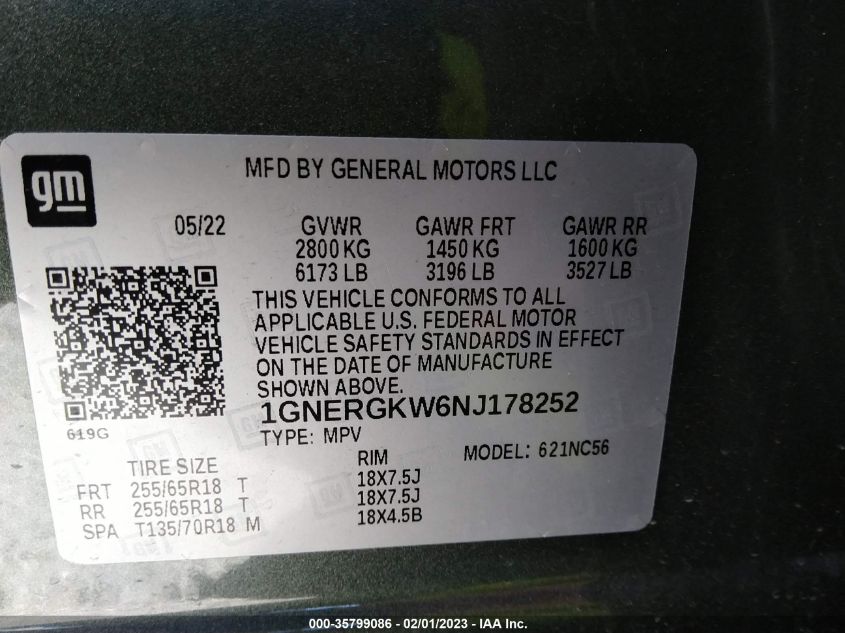 gm
MFD BY GENERAL MOTORS LLC
05/22 GVWR GAWR FRT GAWR RR
2800 KG 1450 KG 1600 KG
6173 LB 3196 LB 3527 LB
THIS VEHICLE CONFORMS TO ALL
APPLICABLE U.S. FEDERAL MOTOR
VEHICLE SAFETY STANDARDS IN EFFECT
ON THE DATE OF MANUFACTURE
SHOWN ABOVE.
1GNERGKW6NJ178252
619G
TYPE: MPV MODEL: 621NC56
TIRE SIZE RIM
FRT 255/65R18 T 18X7.5J
RR 255/65R18 T 18X7.5J
SPA T135/70R18 M 18X4.5B
000-35799086 - 02/01/2023 - IAA Inc.